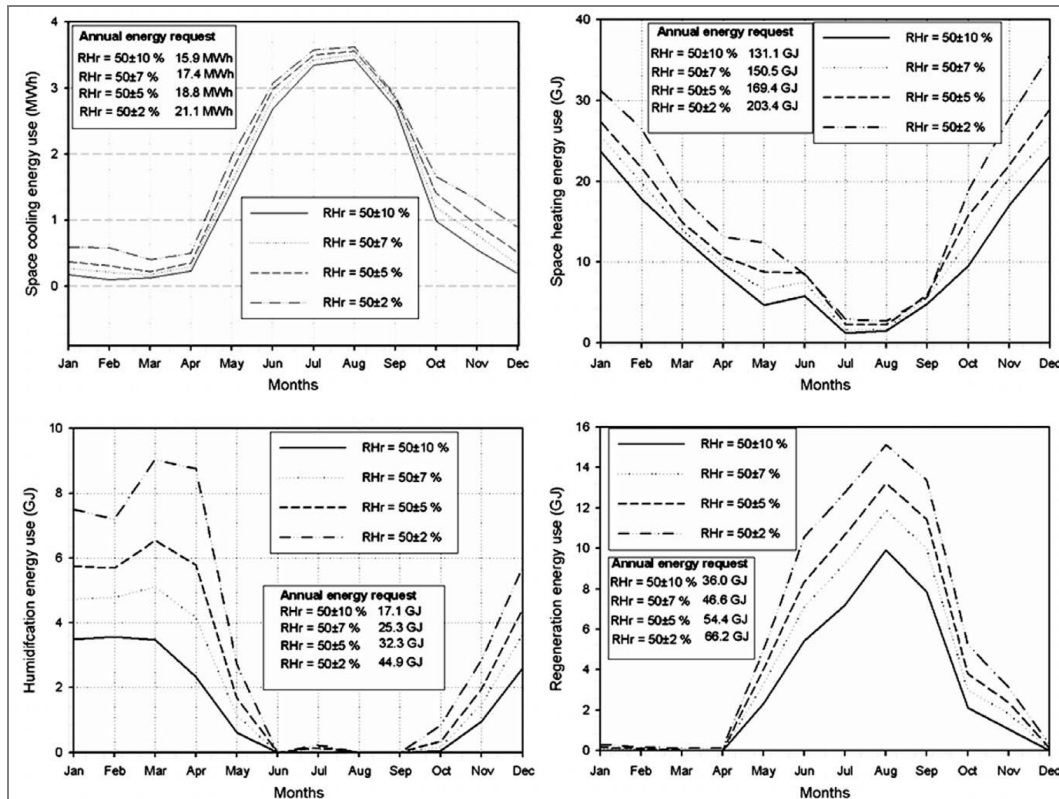 Annual energy request
RHr = 50±10 % 15.9 MWh
RHr = 50±7 % 17.4 MWh
RHr = 50±5 % 18.8 MWh
RHr = 50±2 % 21.1 MWh
RHr = 50±10 %
RHr = 50±7 %
RHr = 50±5 %
RHr = 50±2 %
Space cooling energy use (MWh)
4
3
2
1
0
Jan Feb Mar Apr May Jun Jul Aug Sep Oct Nov Dec
Months
Annual energy request
RHr = 50±10 % 131.1 GJ
RHr = 50±7 % 150.5 GJ
RHr = 50±5 % 169.4 GJ
RHr = 50±2 % 203.4 GJ
RHr = 50±10 %
RHr = 50±7 %
RHr = 50±5 %
RHr = 50±2 %
Space heating energy use (GJ)
40
30
20
10
0
Jan Feb Mar Apr May Jun Jul Aug Sep Oct Nov Dec
Months
RHr = 50±10 %
RHr = 50±7 %
RHr = 50±5 %
RHr = 50±2 %
Annual energy request
RHr = 50±10 % 17.1 GJ
RHr = 50±7 % 25.3 GJ
RHr = 50±5 % 32.3 GJ
RHr = 50±2 % 44.9 GJ
Humidifcation energy use (GJ)
10
8
6
4
2
0
Jan Feb Mar Apr May Jun Jul Aug Sep Oct Nov Dec
Months
RHr = 50±10 %
RHr = 50±7 %
RHr = 50±5 %
RHr = 50±2 %
Annual energy request
RHr = 50±10 % 36.0 GJ
RHr = 50±7 % 46.6 GJ
RHr = 50±5 % 54.4 GJ
RHr = 50±2 % 66.2 GJ
Regeneration energy use (GJ)
16
14
12
10
8
6
4
2
0
Jan Feb Mar Apr May Jun Jul Aug Sep Oct Nov Dec
Months